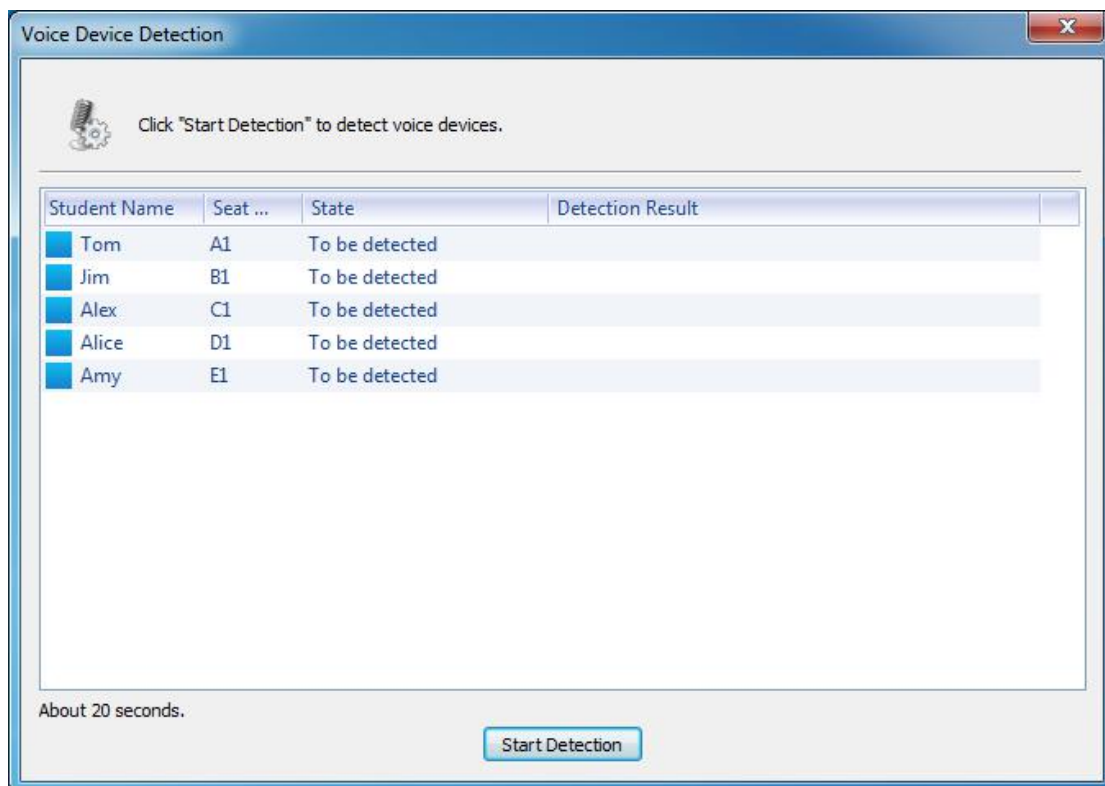 Voice Device Detection
Click "Start Detection" to detect voice devices.
Student Name Seat ... State Detection Result
Tom A1 To be detected
Jim B1 To be detected
Alex C1 To be detected
Alice D1 To be detected
Amy E1 To be detected
About 20 seconds.
Start Detection